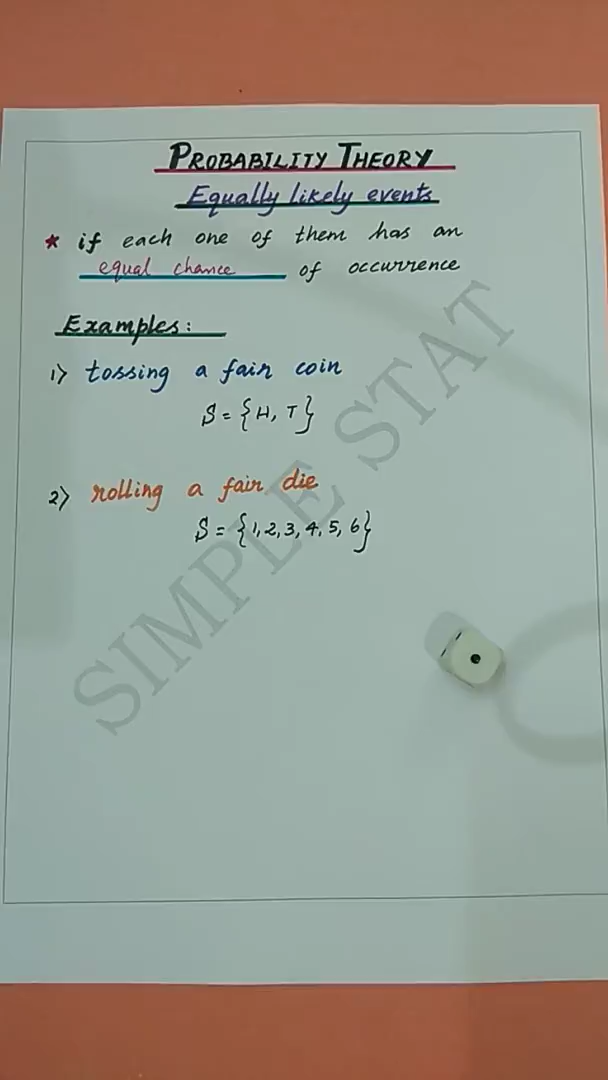 PROBABILITY THEORY
Equally likely events
* if each one of them has an
equal chance of occurrence
Examples:
1) tossing a fair coin
S = {H, T}
2) rolling a fair die
S = {1, 2, 3, 4, 5, 6}
SIMPLE STAT